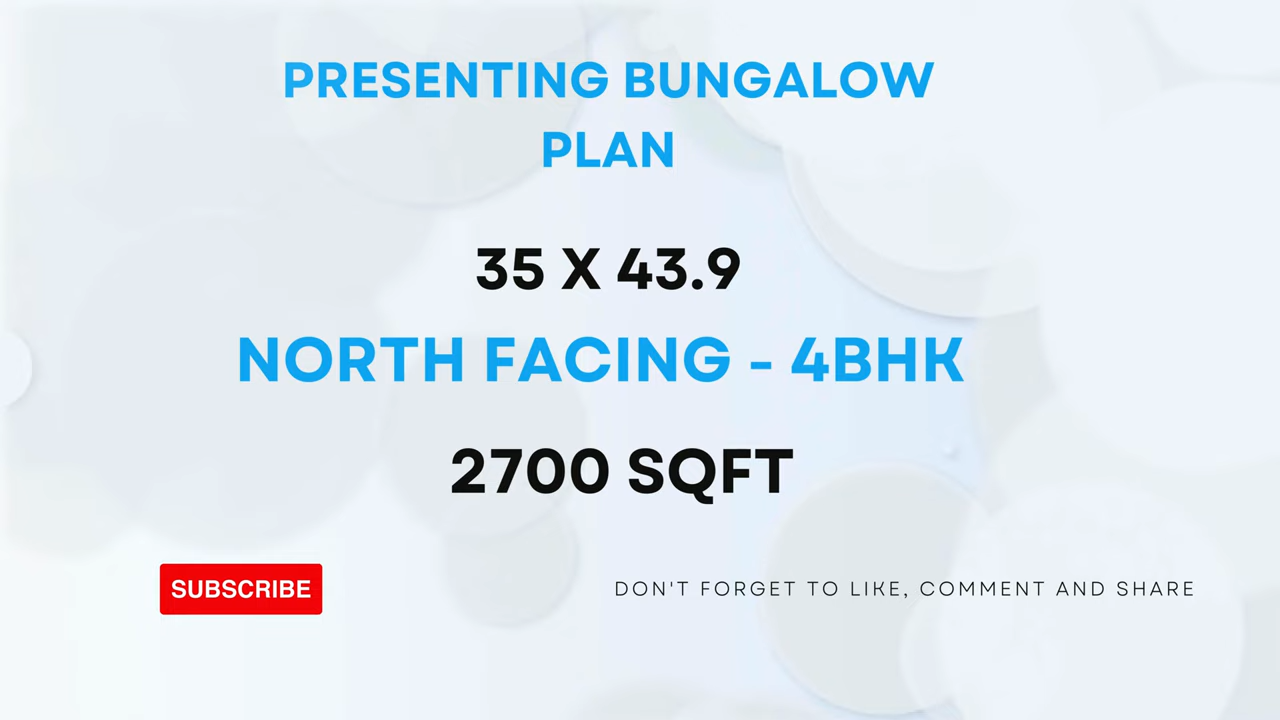 PRESENTING BUNGALOW
PLAN
35 X 43.9
NORTH FACING - 4BHK
2700 SQFT
SUBSCRIBE
DON'T FORGET TO LIKE, COMMENT AND SHARE